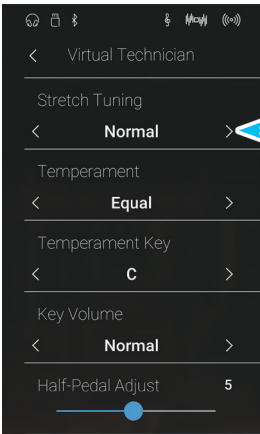 Virtual Technician
Stretch Tuning
Normal
Temperament
Equal
Temperament Key
C
Key Volume
Normal
Half-Pedal Adjust 5